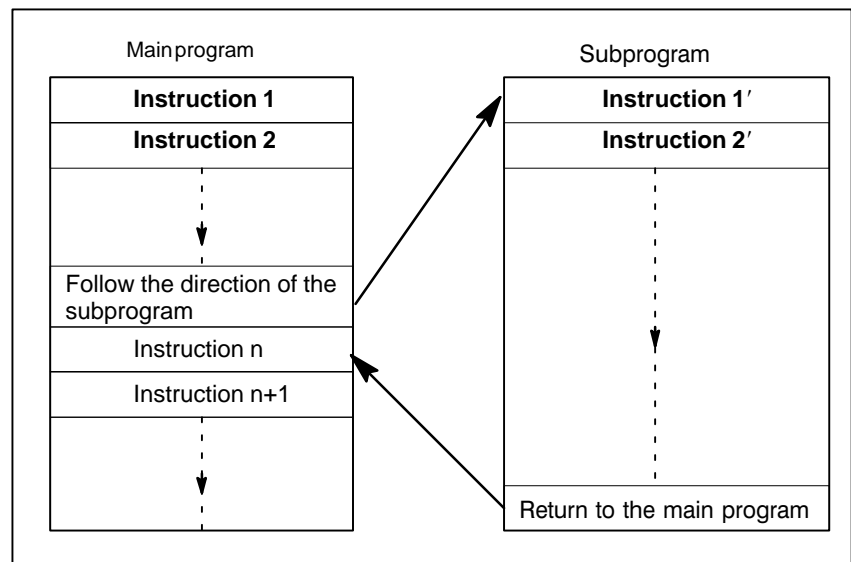 Main program
Instruction 1
Instruction 2
Follow the direction of the
subprogram
Instruction n
Instruction n+1
Subprogram
Instruction 1′
Instruction 2′
Return to the main program